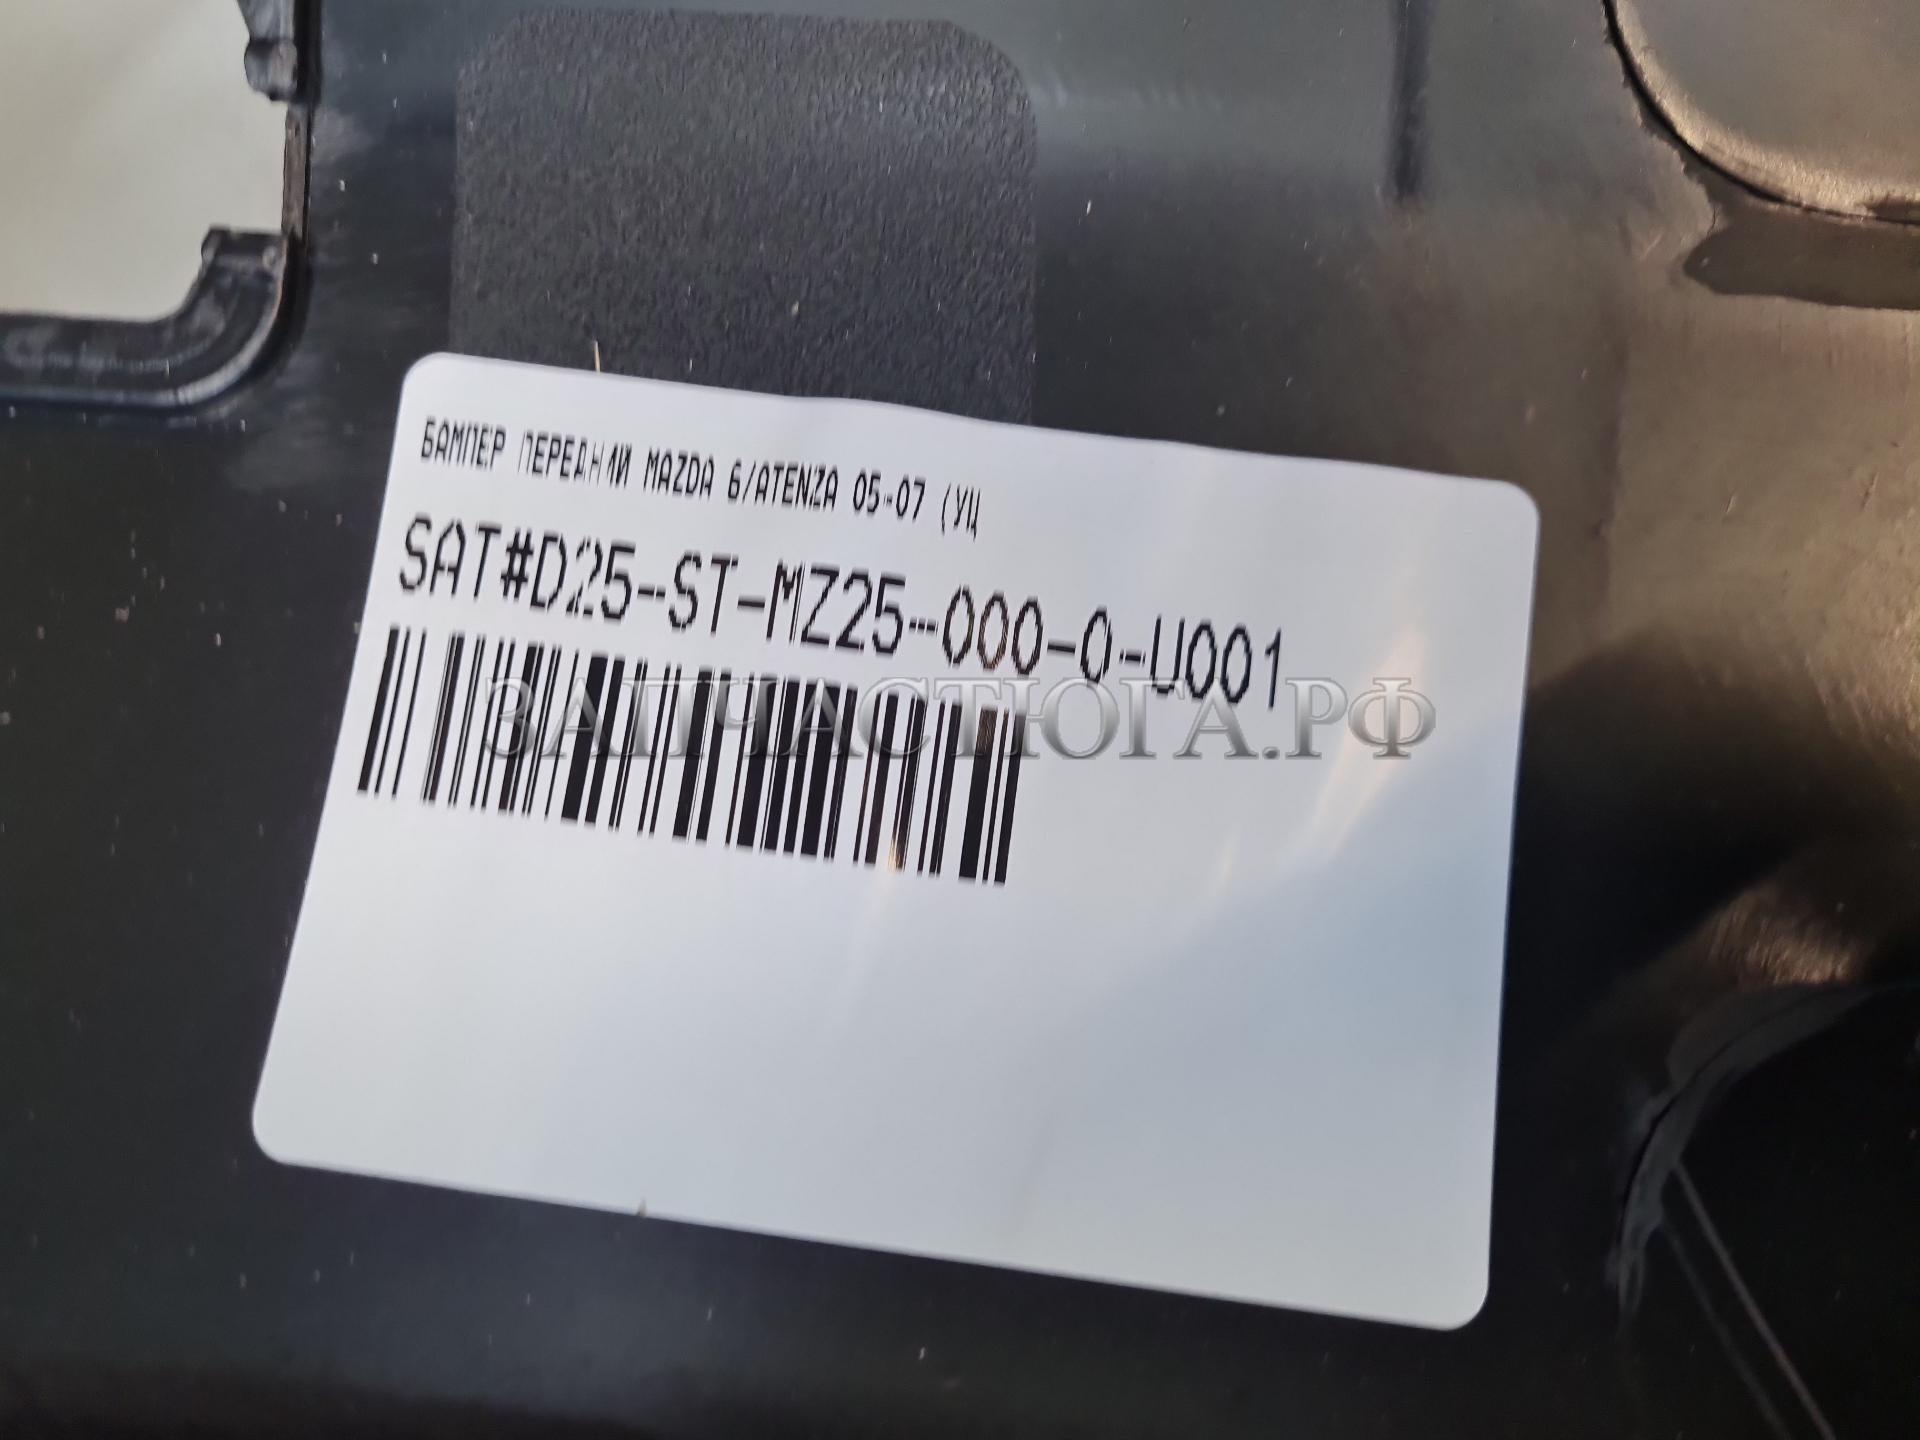 БАМПЕР ПЕРЕДНИЙ MAZDA 6/ATENZA 05-07 (УЦ
SAT#D25-ST-MZ25-000-0-U001
ЗАПЧАСТЮГА.РФ